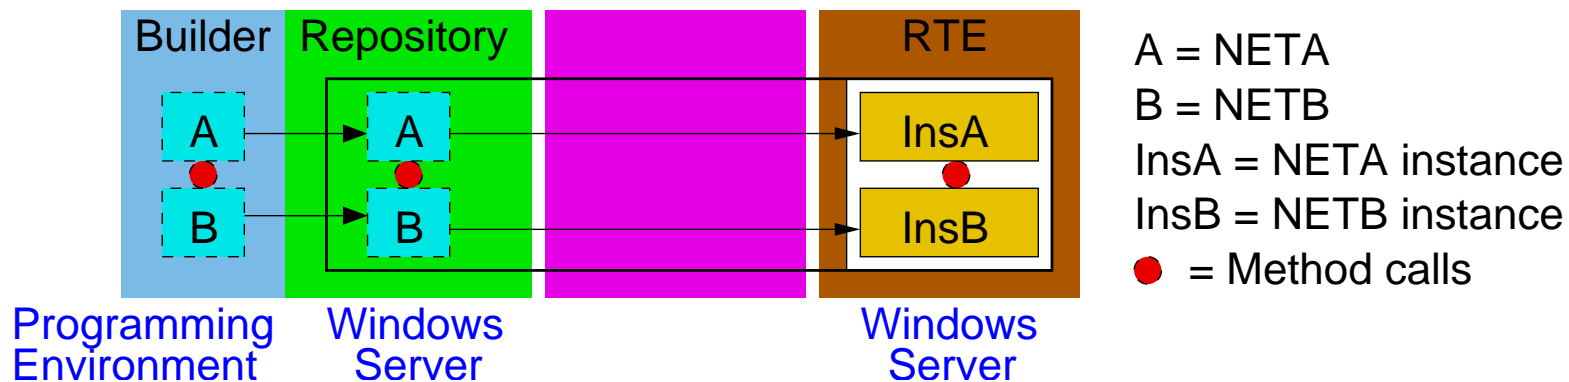 Builder Repository RTE
A A InsA
B B InsB
Programming Environment
Windows Server
Windows Server
A = NETA
B = NETB
InsA = NETA instance
InsB = NETB instance
= Method calls